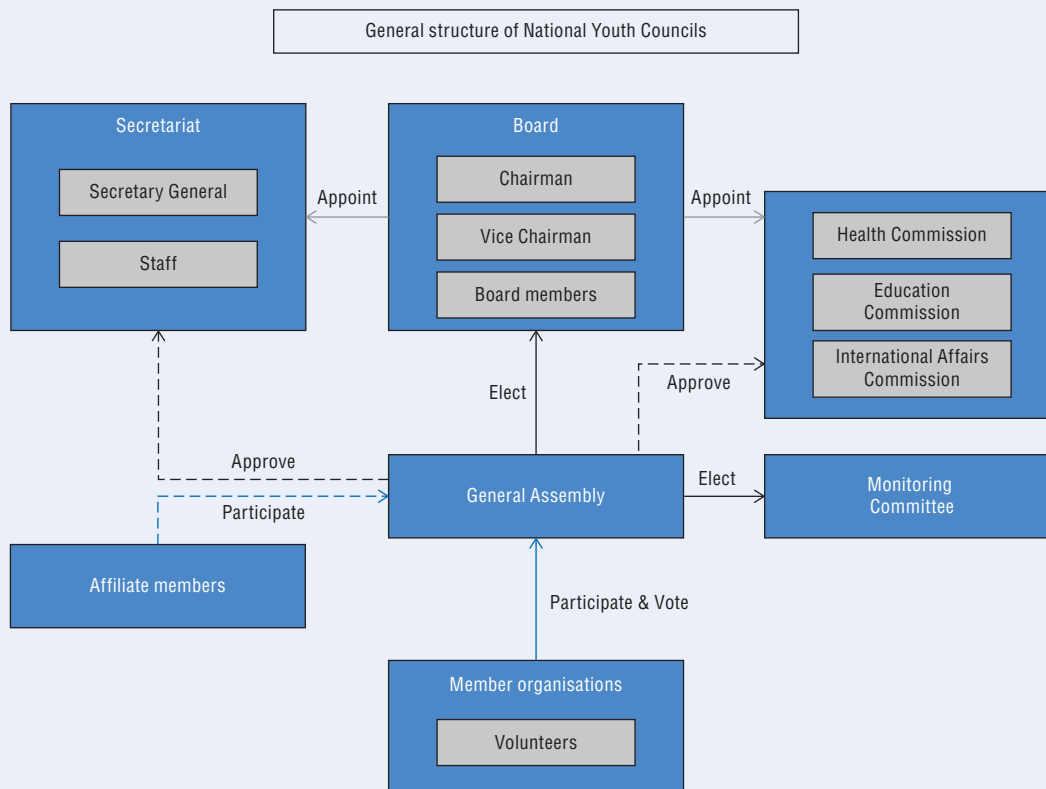 General structure of National Youth Councils
Secretariat
Secretary General
Staff
Appoint
Board
Chairman
Vice Chairman
Board members
Appoint
Health Commission
Education
Commission
International Affairs
Commission
Elect
Approve
Approve
Participate
General Assembly
Elect
Monitoring
Committee
Affiliate members
Participate & Vote
Member organisations
Volunteers